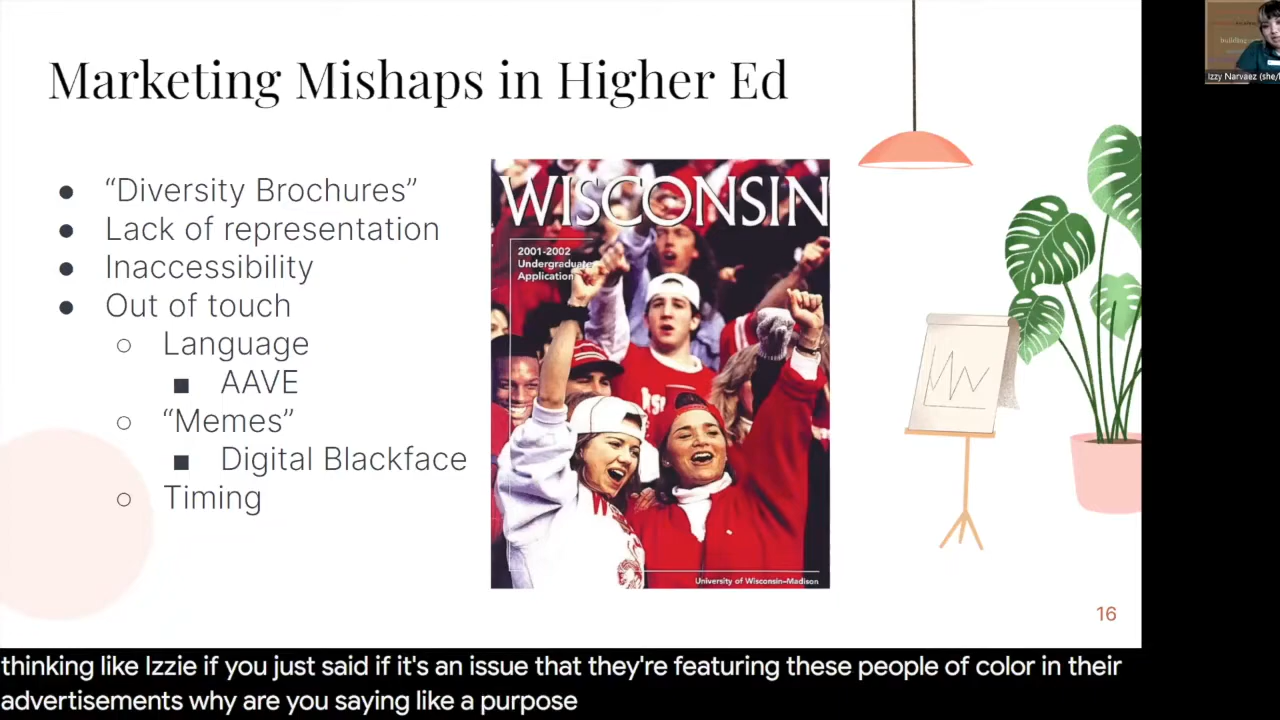 Marketing Mishaps in Higher Ed
“Diversity Brochures”
Lack of representation
Inaccessibility
Out of touch
Language
AAVE
“Memes”
Digital Blackface
Timing
WISCONSIN
2001-2002
Undergraduate
Application
University of Wisconsin–Madison
16
Izzy Narvaez (she/
thinking like Izzie if you just said if it's an issue that they're featuring these people of color in their
advertisements why are you saying like a purpose